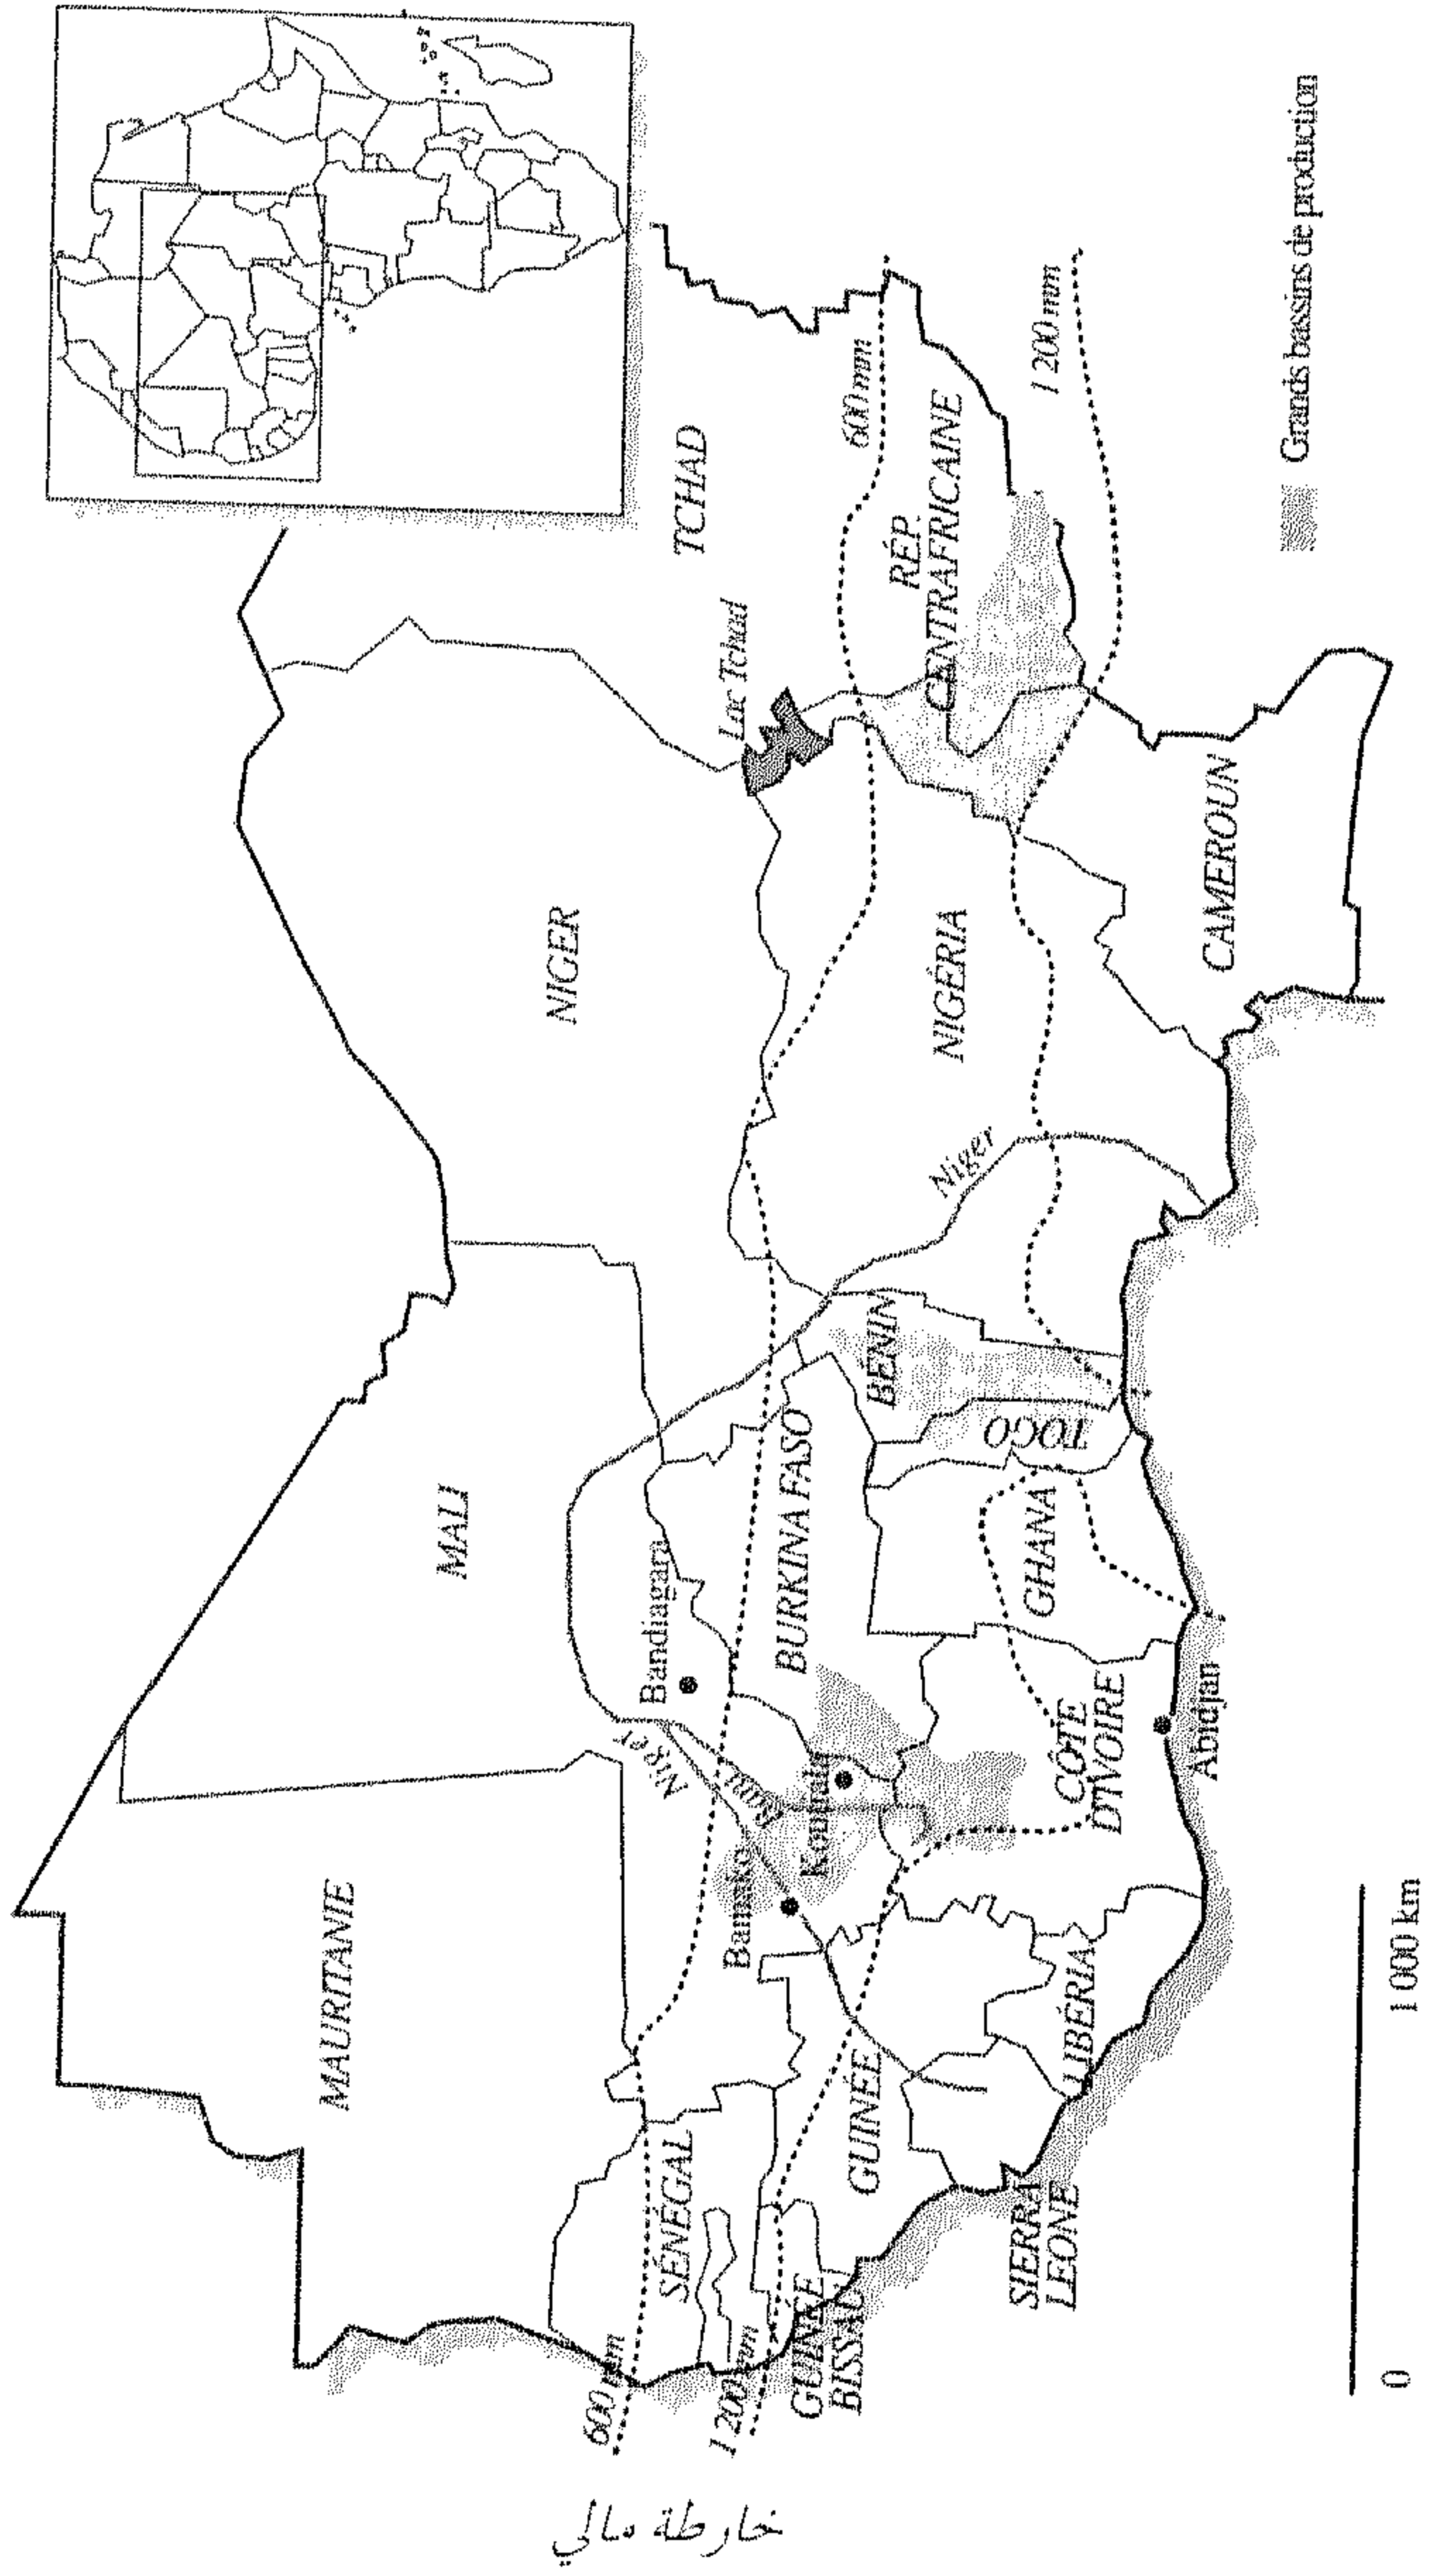 خارطة مالي
MAURITANIE
MALI
NIGER
TCHAD
Lac Tchad
600 mm
1 200 mm
SÉNÉGAL
GUINÉE
BISSAU
GUINÉE
SIERRA
LEONE
LIBÉRIA
CÔTE
D'IVOIRE
Abidjan
GHANA
TOGO
BÉNIN
BURKINA FASO
Bandiagara
Niger
Bani
Bamako
Koutiala
Niger
NIGÉRIA
CAMEROUN
RÉP.
CENTRAFRICAINE
600 mm
1 200 mm
Grands bassins de production
0
1 000 km